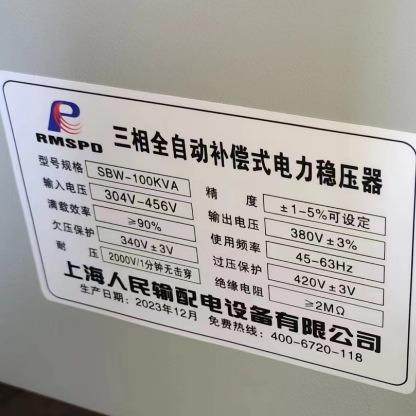 RMSPD
三相全自动补偿式电力稳压器
型号规格 SBW-100KVA 精 度 ±1-5%可设定
输入电压 304V-456V 输出电压 380V±3%
满载效率 ≥90% 使用频率 45-63Hz
欠压保护 340V±3V 过压保护 420V±3V
耐 压 2000V/1分钟无击穿 绝缘电阻 ≥2MΩ
上海人民输配电设备有限公司
生产日期：2023年12月 免费热线：400-6720-118